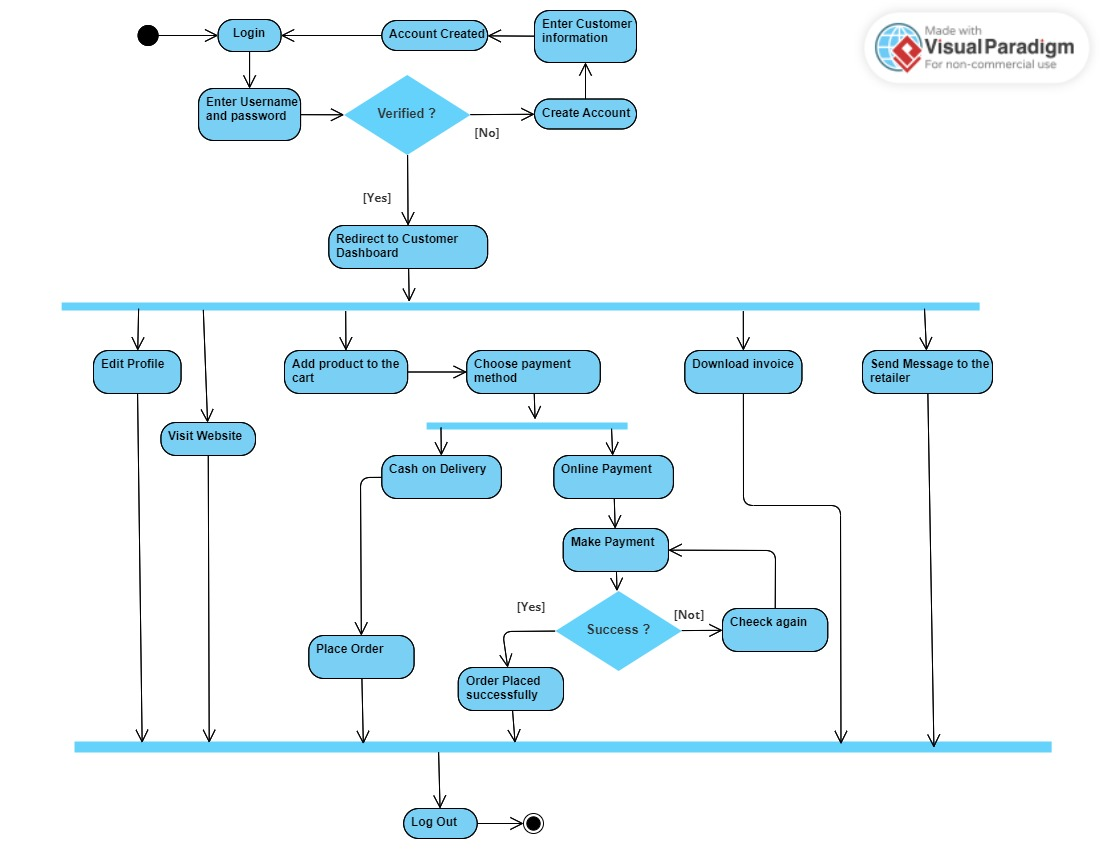 Login
Account Created
Enter Customer
information
Made with
Visual Paradigm
For non-commercial use
Enter Username
and password
Verified ?
[No]
Create Account
[Yes]
Redirect to Customer
Dashboard
Edit Profile
Add product to the
cart
Choose payment
method
Download invoice
Send Message to the
retailer
Visit Website
Cash on Delivery
Online Payment
Make Payment
[Yes]
Success ?
[Not]
Cheeck again
Place Order
Order Placed
successfully
Log Out